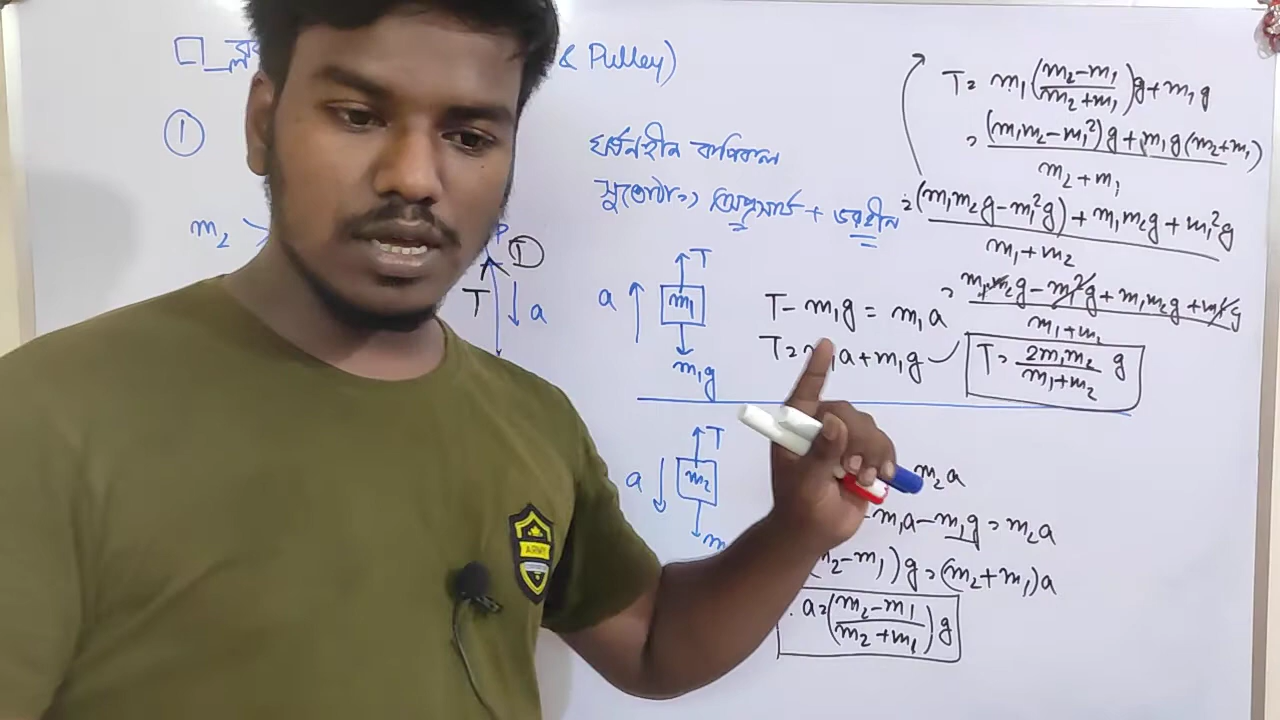 & Pulley)
1
ঘর্ষনহীন কপিকল
অপ্রসার্য + ভরহীন
m₂ >
P
T
T
a
a
T
m₁
m₁g
T - m₁g = m₁a
T = m₁a + m₁g
T = m₁(m₂-m₁/m₂+m₁)g + m₁g
= (m₁m₂-m₁²)g + m₁g(m₂+m₁)/m₂+m₁
= (m₁m₂g-m₁²g) + m₁m₂g + m₁²g/m₁+m₂
= m₁m₂g - m₁²g + m₁m₂g + m₁²g/m₁+m₂
T = 2m₁m₂/m₁+m₂ g
a
T
m₂
m₂a
-m₁a-m₁g = m₂a
m₂-m₁)g = (m₂+m₁)a
a = (m₂-m₁/m₂+m₁)g
ARMY